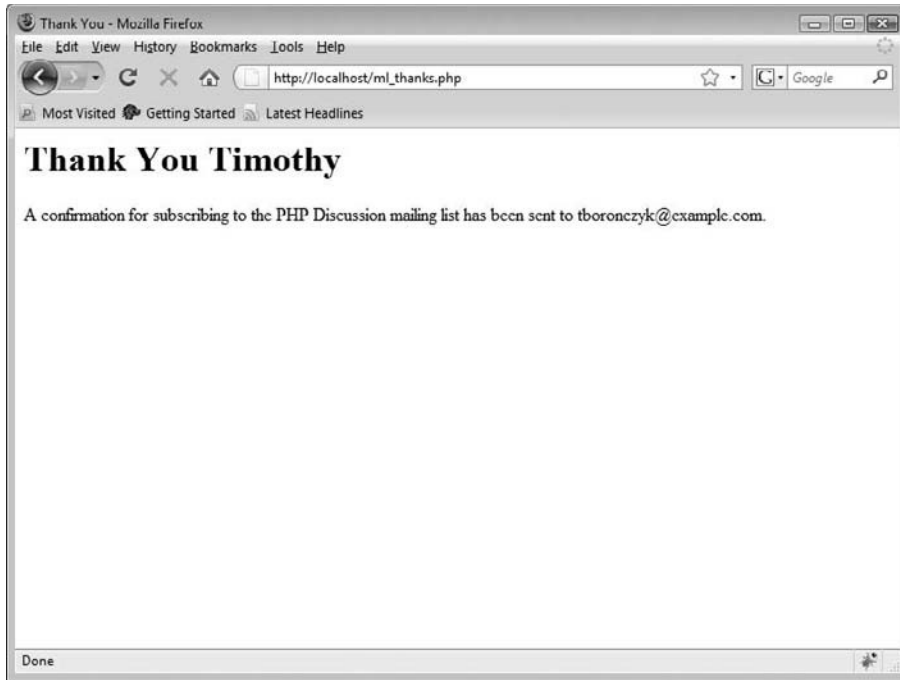 Thank You - Mozilla Firefox
File Edit View History Bookmarks Tools Help
http://localhost/ml_thanks.php
G Google
Most Visited Getting Started Latest Headlines
Thank You Timothy
A confirmation for subscribing to the PHP Discussion mailing list has been sent to tboronczyk@example.com.
Done